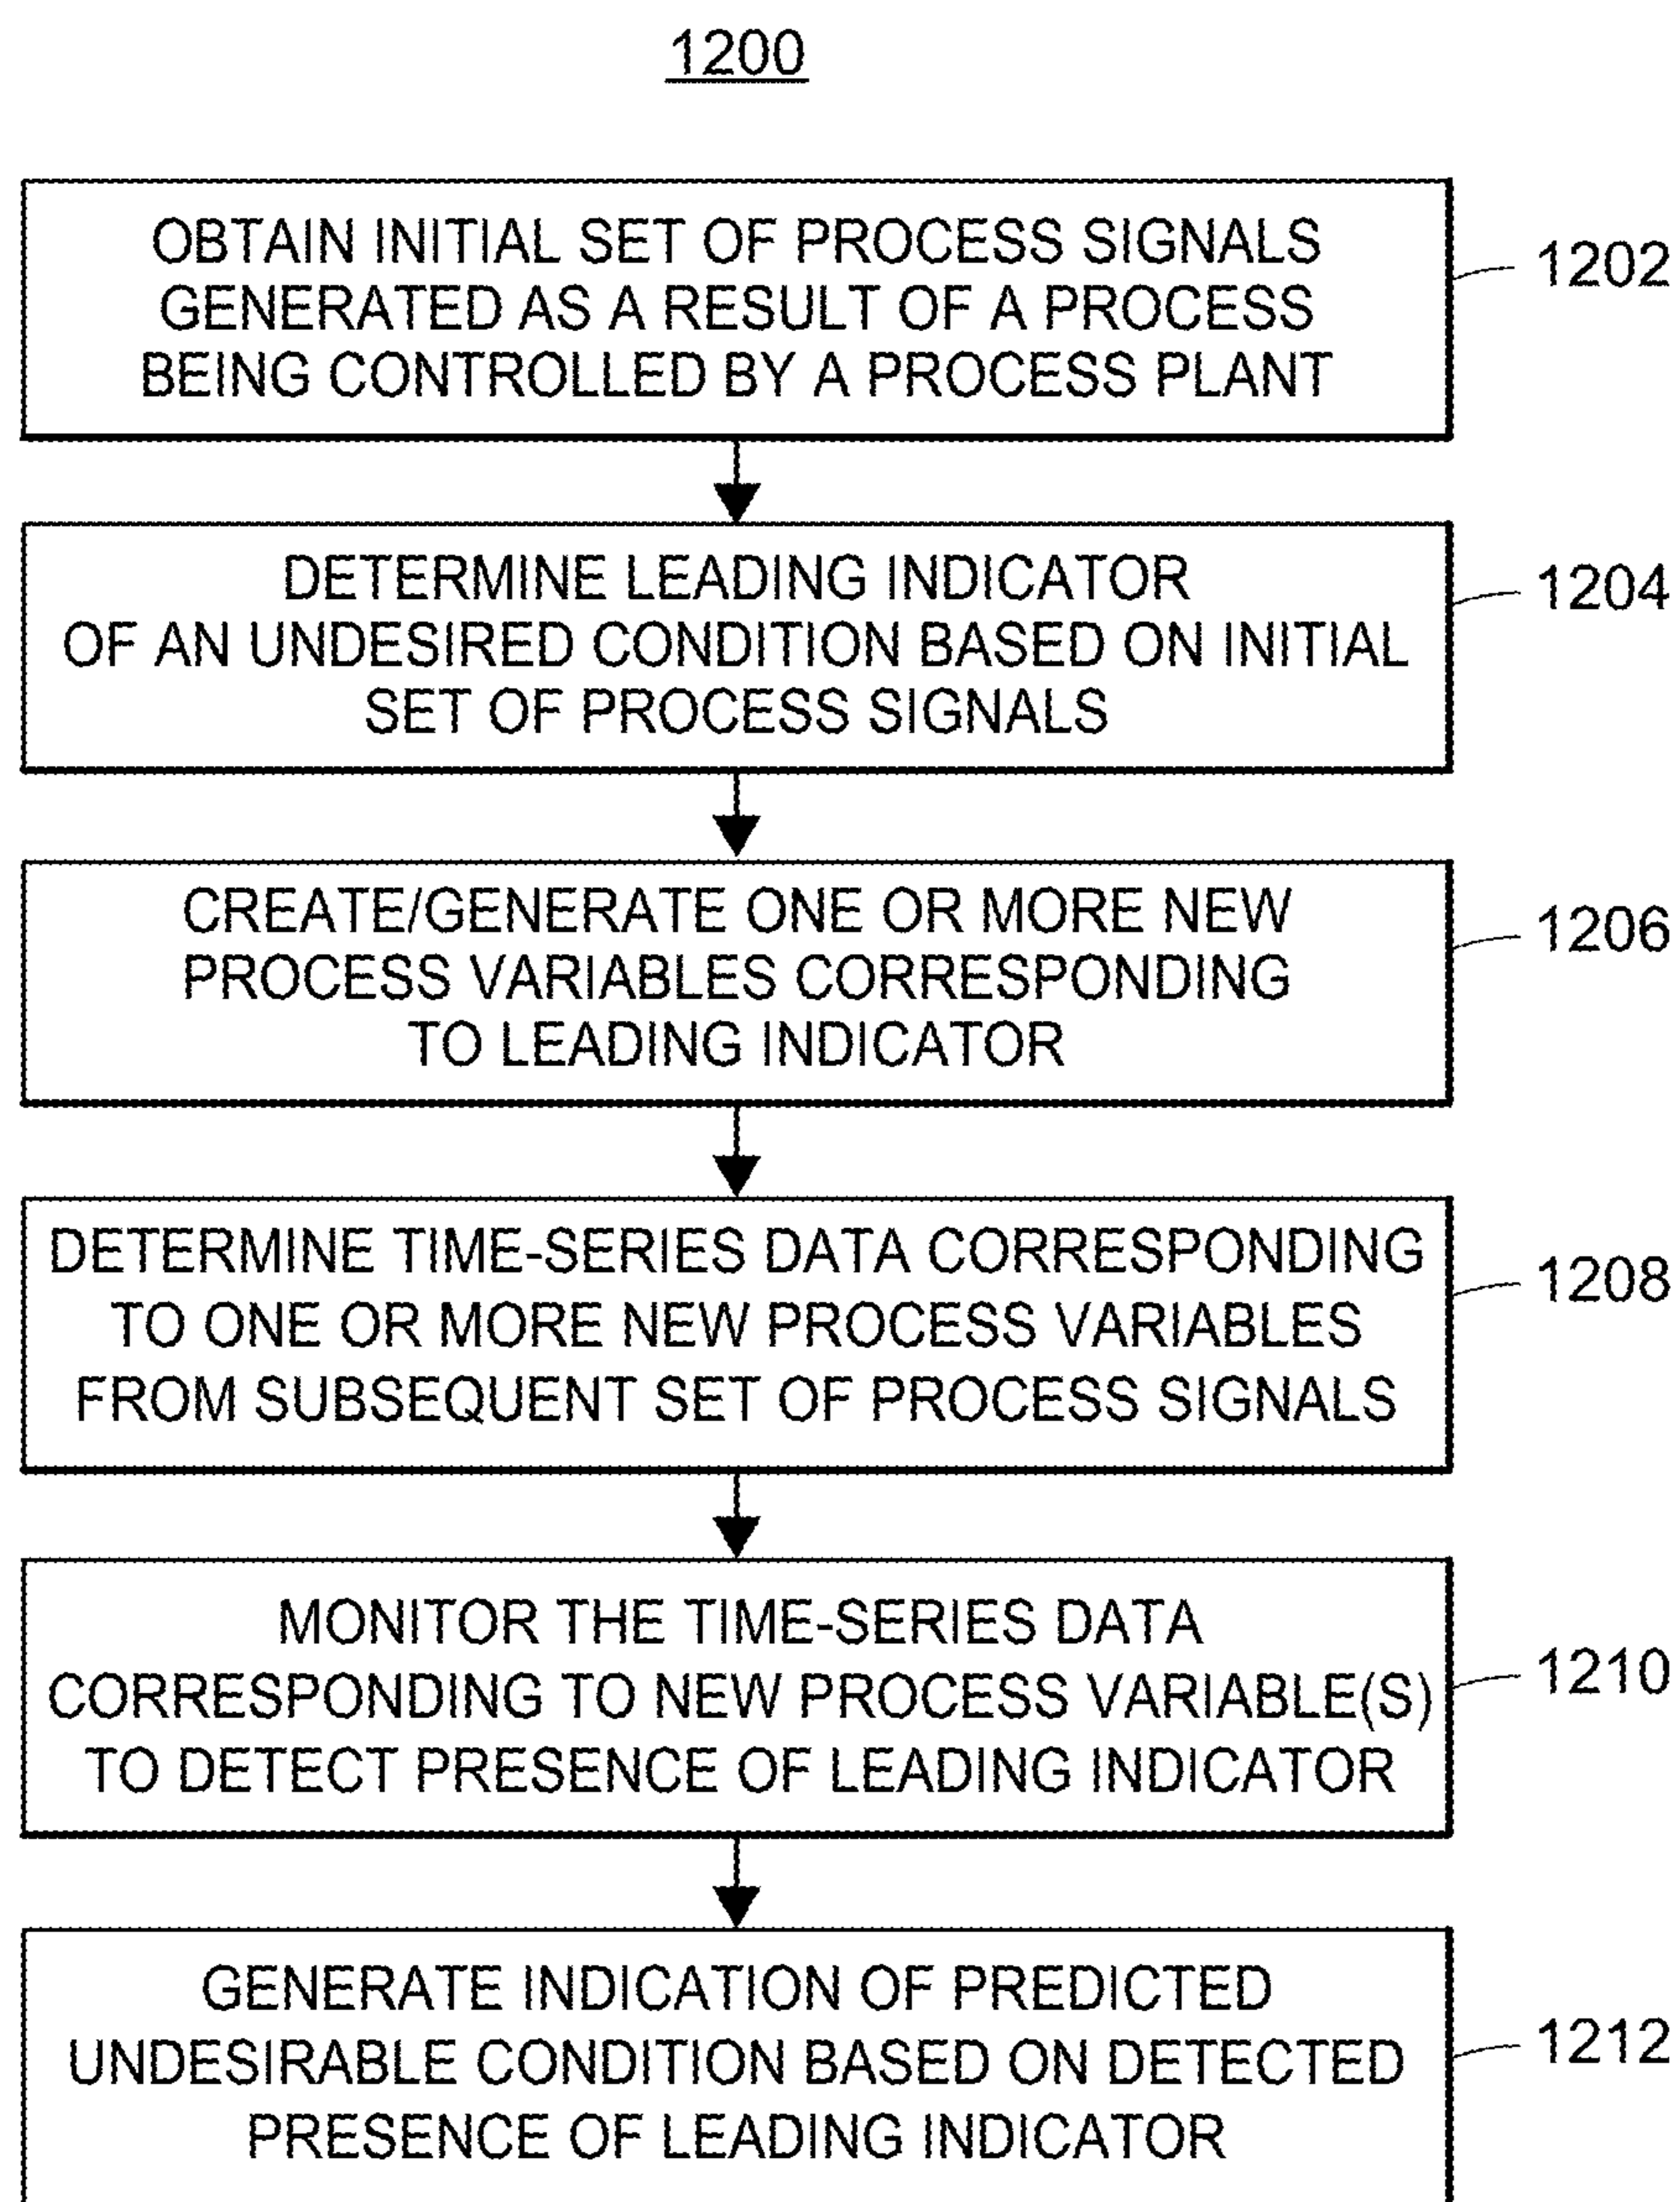 1200
OBTAIN INITIAL SET OF PROCESS SIGNALS
GENERATED AS A RESULT OF A PROCESS
BEING CONTROLLED BY A PROCESS PLANT
1202
DETERMINE LEADING INDICATOR
OF AN UNDESIRED CONDITION BASED ON INITIAL
SET OF PROCESS SIGNALS
1204
CREATE/GENERATE ONE OR MORE NEW
PROCESS VARIABLES CORRESPONDING
TO LEADING INDICATOR
1206
DETERMINE TIME-SERIES DATA CORRESPONDING
TO ONE OR MORE NEW PROCESS VARIABLES
FROM SUBSEQUENT SET OF PROCESS SIGNALS
1208
MONITOR THE TIME-SERIES DATA
CORRESPONDING TO NEW PROCESS VARIABLE(S)
TO DETECT PRESENCE OF LEADING INDICATOR
1210
GENERATE INDICATION OF PREDICTED
UNDESIRABLE CONDITION BASED ON DETECTED
PRESENCE OF LEADING INDICATOR
1212